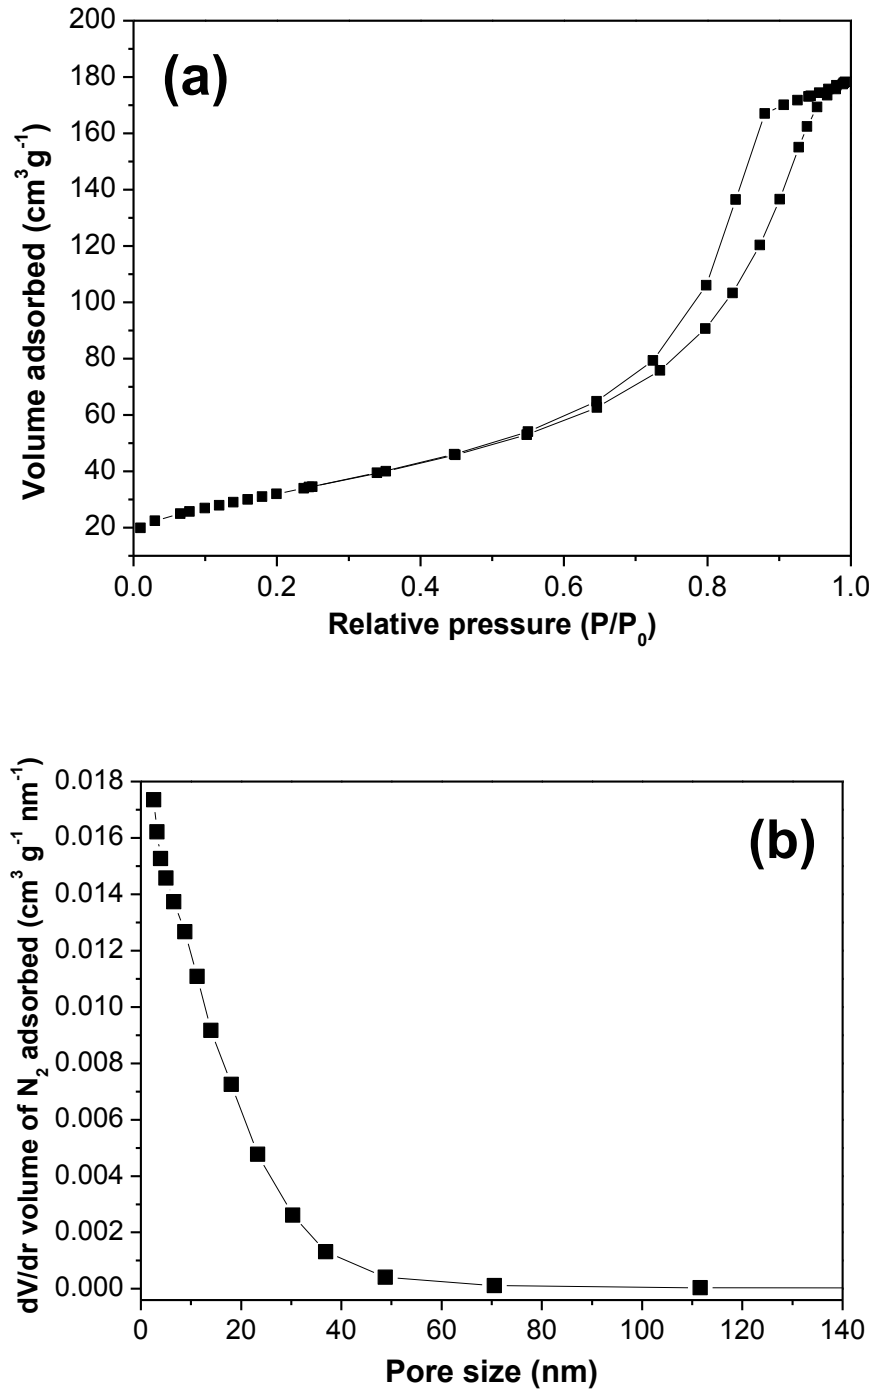 (a)
Volume adsorbed (cm³g⁻¹)
200
180
160
140
120
100
80
60
40
20
0.0 0.2 0.4 0.6 0.8 1.0
Relative pressure (P/P₀)
(b)
dV/dr volume of N₂ adsorbed (cm³ g⁻¹ nm⁻¹)
0.018
0.016
0.014
0.012
0.010
0.008
0.006
0.004
0.002
0.000
0 20 40 60 80 100 120 140
Pore size (nm)